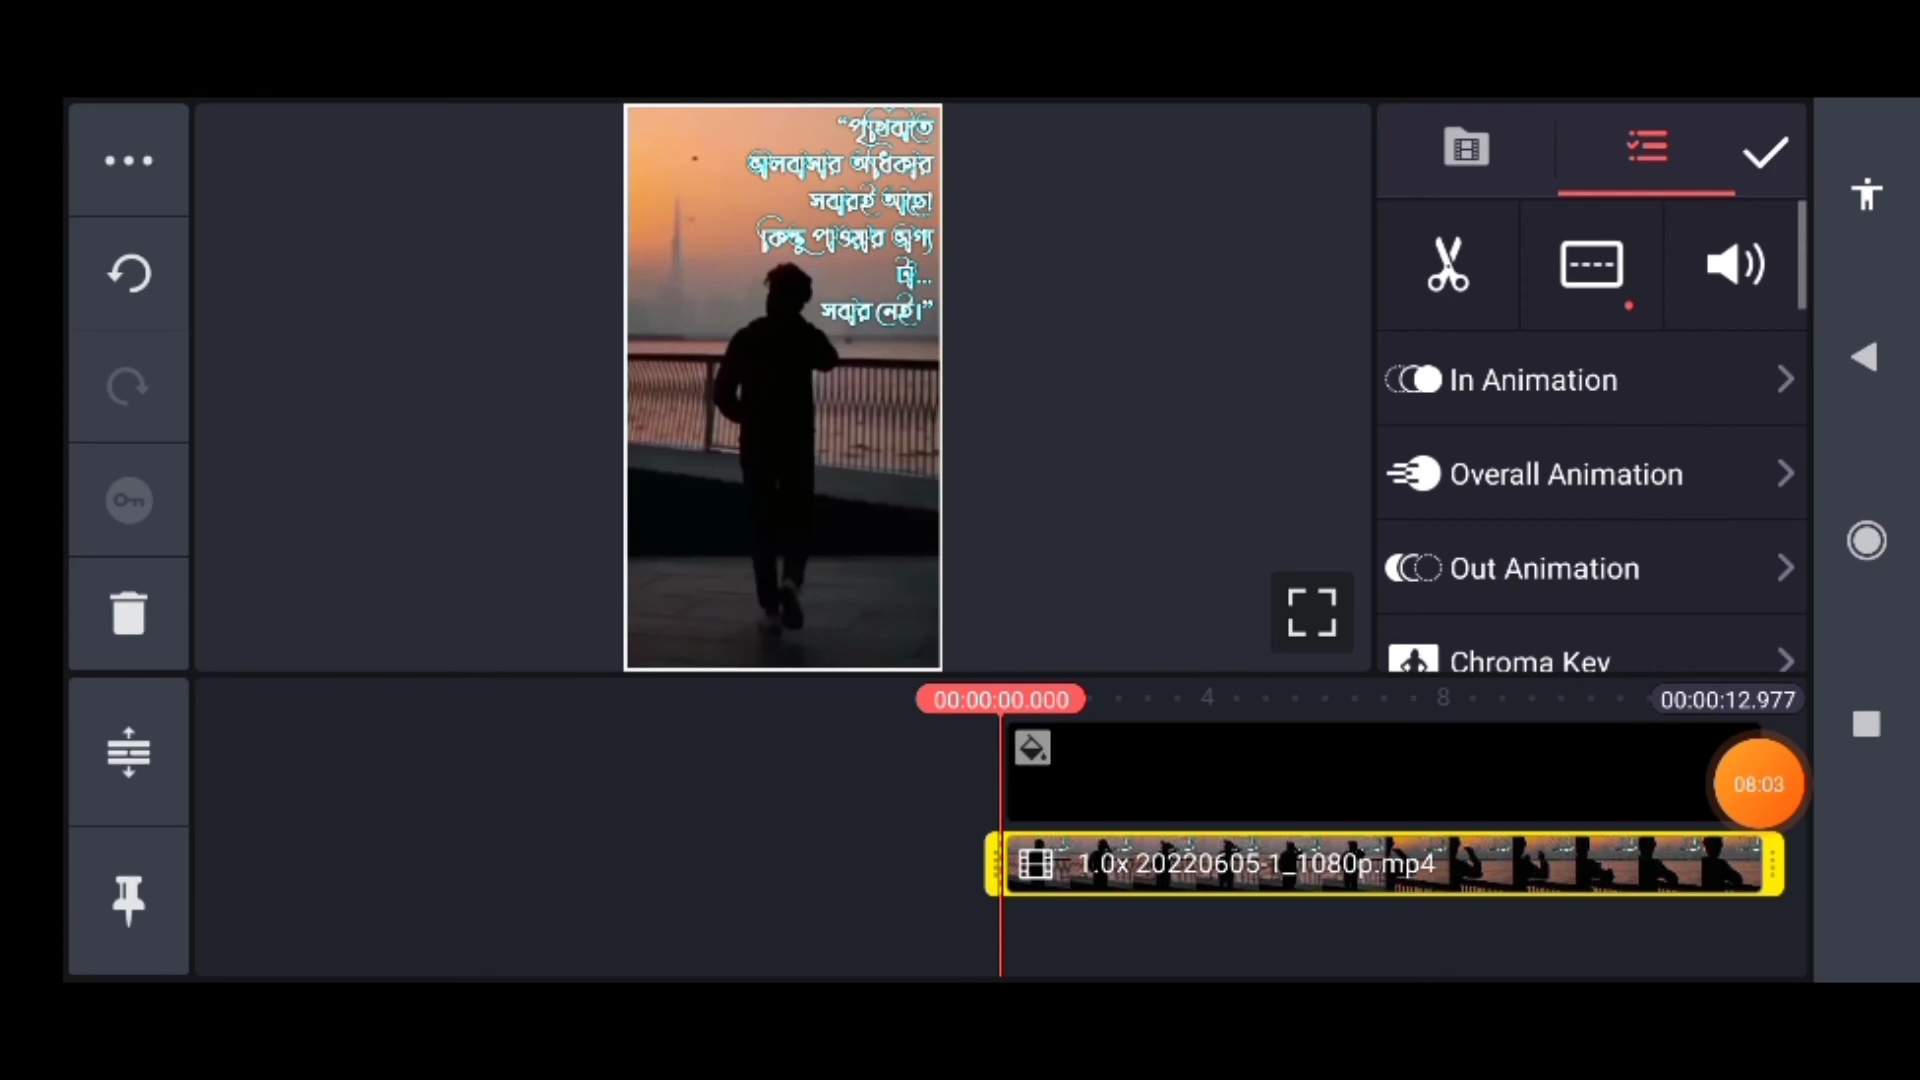 “পৃথিবীতে
ভালবাসার অধিকার
সবারই আছে!
কিন্তু পাওয়ার ভাগ্য
টা...
সবার নেই।”
In Animation
Overall Animation
Out Animation
Chroma Key
00:00:00.000
4
8
00:00:12.977
08:03
1.0x 20220605-1_1080p.mp4